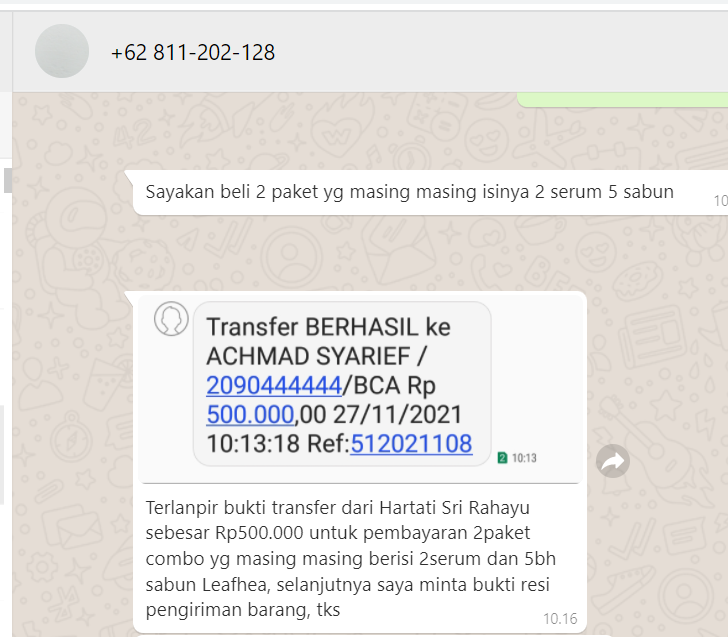 +62 811-202-128
Sayakan beli 2 paket yg masing masing isinya 2 serum 5 sabun
10
Transfer BERHASIL ke
ACHMAD SYARIEF /
2090444444/BCA Rp
500.000,00 27/11/2021
10:13:18 Ref:512021108
2 10:13
Terlanpir bukti transfer dari Hartati Sri Rahayu
sebesar Rp500.000 untuk pembayaran 2paket
combo yg masing masing berisi 2serum dan 5bh
sabun Leafhea, selanjutnya saya minta bukti resi
pengiriman barang, tks
10.16